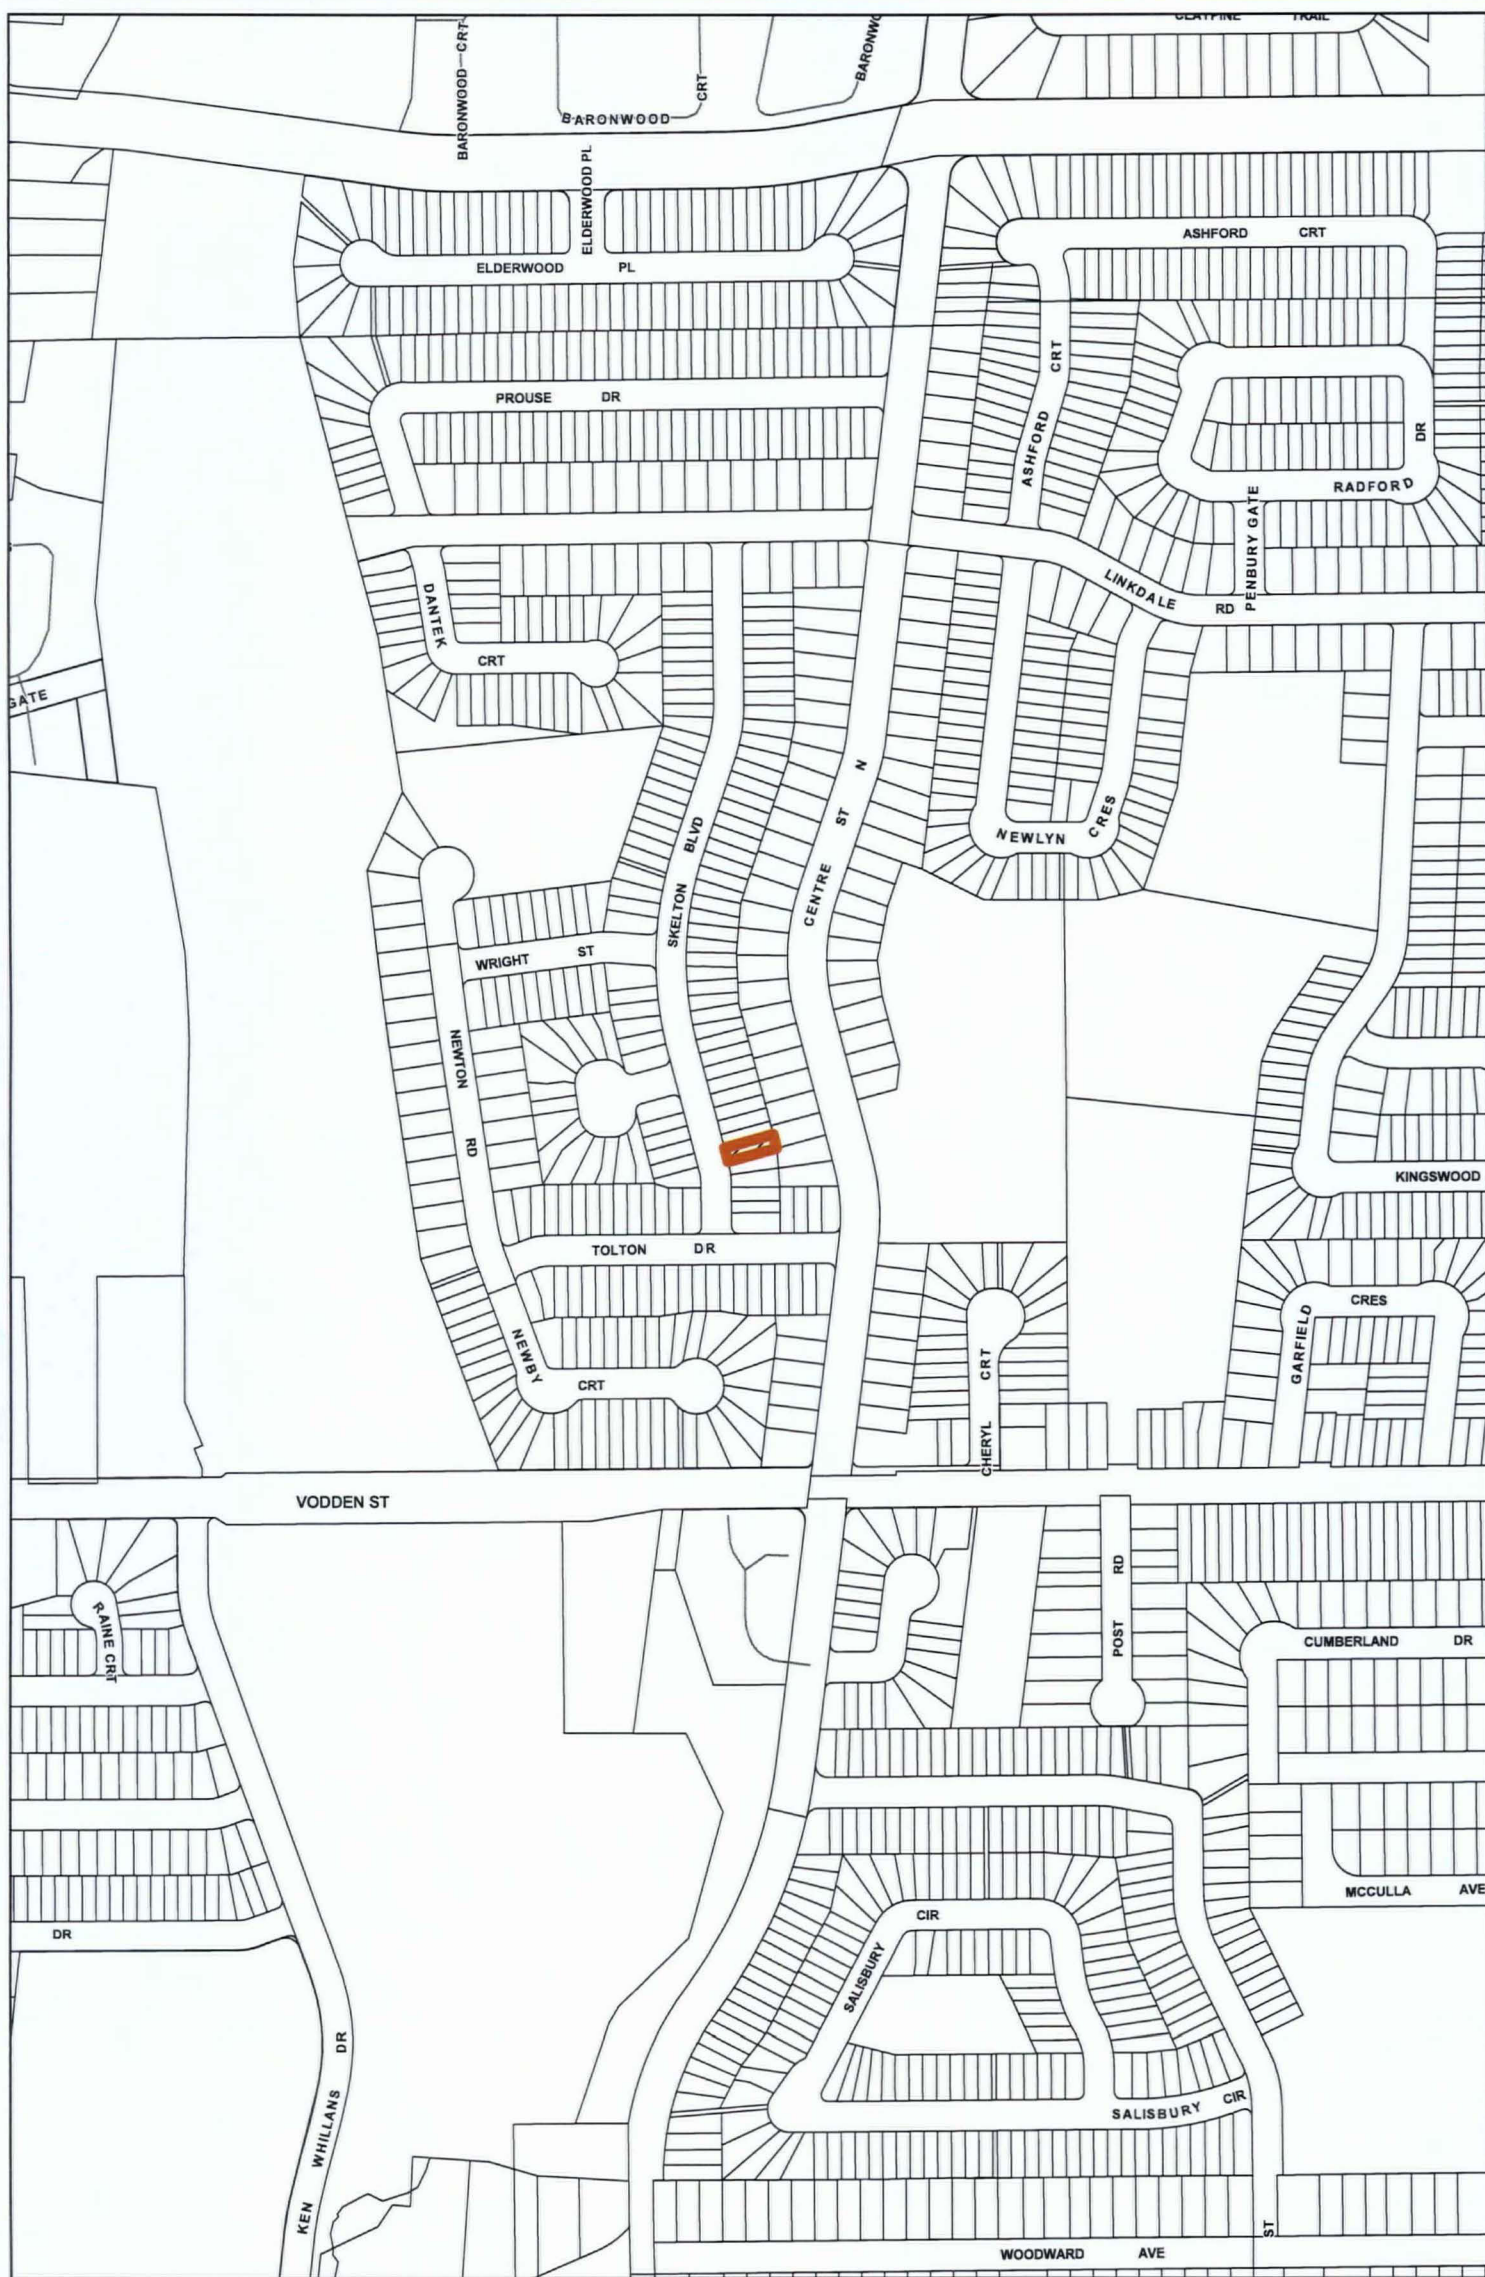 CLAYPINE TRAIL
BARONWOOD CRT
BARONWOOD CRT
ELDERWOOD PL
ELDERWOOD PL
ASHFORD CRT
ASHFORD CRT
PROUSE DR
RADFORD DR
PENBURY GATE
LINKDALE RD
DANTEK CRT
GATE
SKELTON BLVD
CENTRE ST N
NEWLYN CRES
WRIGHT ST
NEWTON RD
KINGSWOOD
TOLTON DR
GARFIELD CRES
NEWBY CRT
CHERYL CRT
VODDEN ST
RAINE CRT
POST RD
CUMBERLAND DR
MCCULLA AVE
DR
SALISBURY CIR
KEN WHILLANS DR
SALISBURY CIR
ST
WOODWARD AVE